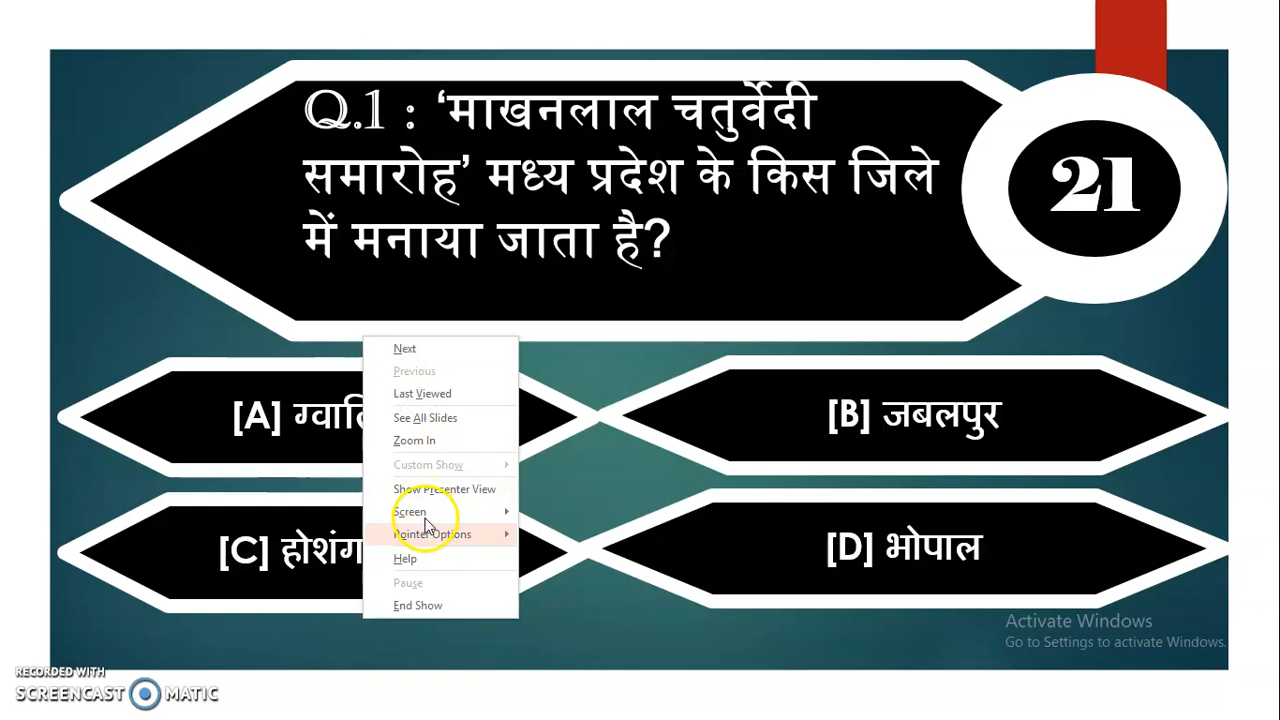 Q.1 : ‘माखनलाल चतुर्वेदी
समारोह’ मध्य प्रदेश के किस जिले
में मनाया जाता है?
21
[A]
[B] जबलपुर
[C]
[D] भोपाल
Next
Previous
Last Viewed
See All Slides
Zoom In
Custom Show
Show Presenter View
Screen
Pointer Options
Help
Pause
End Show
Activate Windows
Go to Settings to activate Windows.
RECORDED WITH
SCREENCAST MATIC